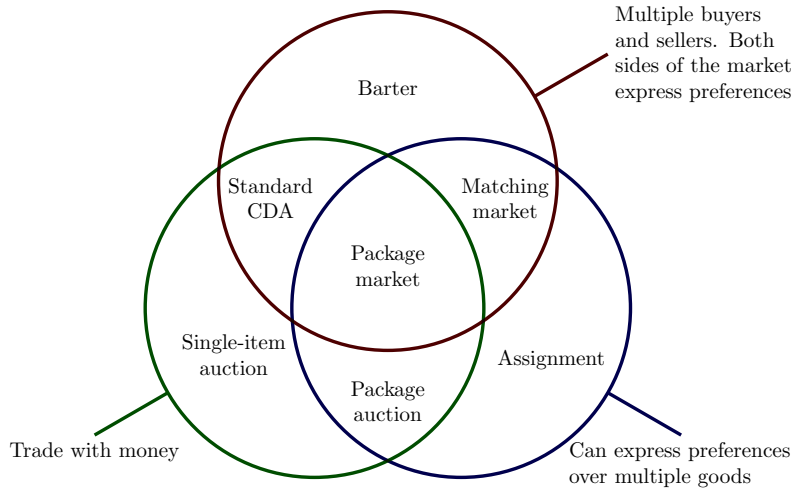 Multiple buyers
and sellers. Both
sides of the market
express preferences
Barter
Standard
CDA
Matching
market
Package
market
Single-item
auction
Assignment
Package
auction
Trade with money
Can express preferences
over multiple goods